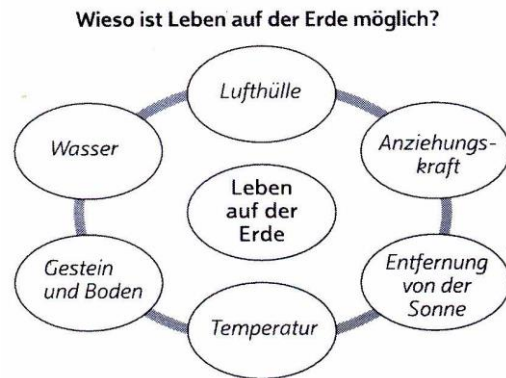 Wieso ist Leben auf der Erde möglich?
Lufthülle
Anziehungs-
kraft
Entfernung
von der
Sonne
Temperatur
Gestein
und Boden
Wasser
Leben
auf der
Erde